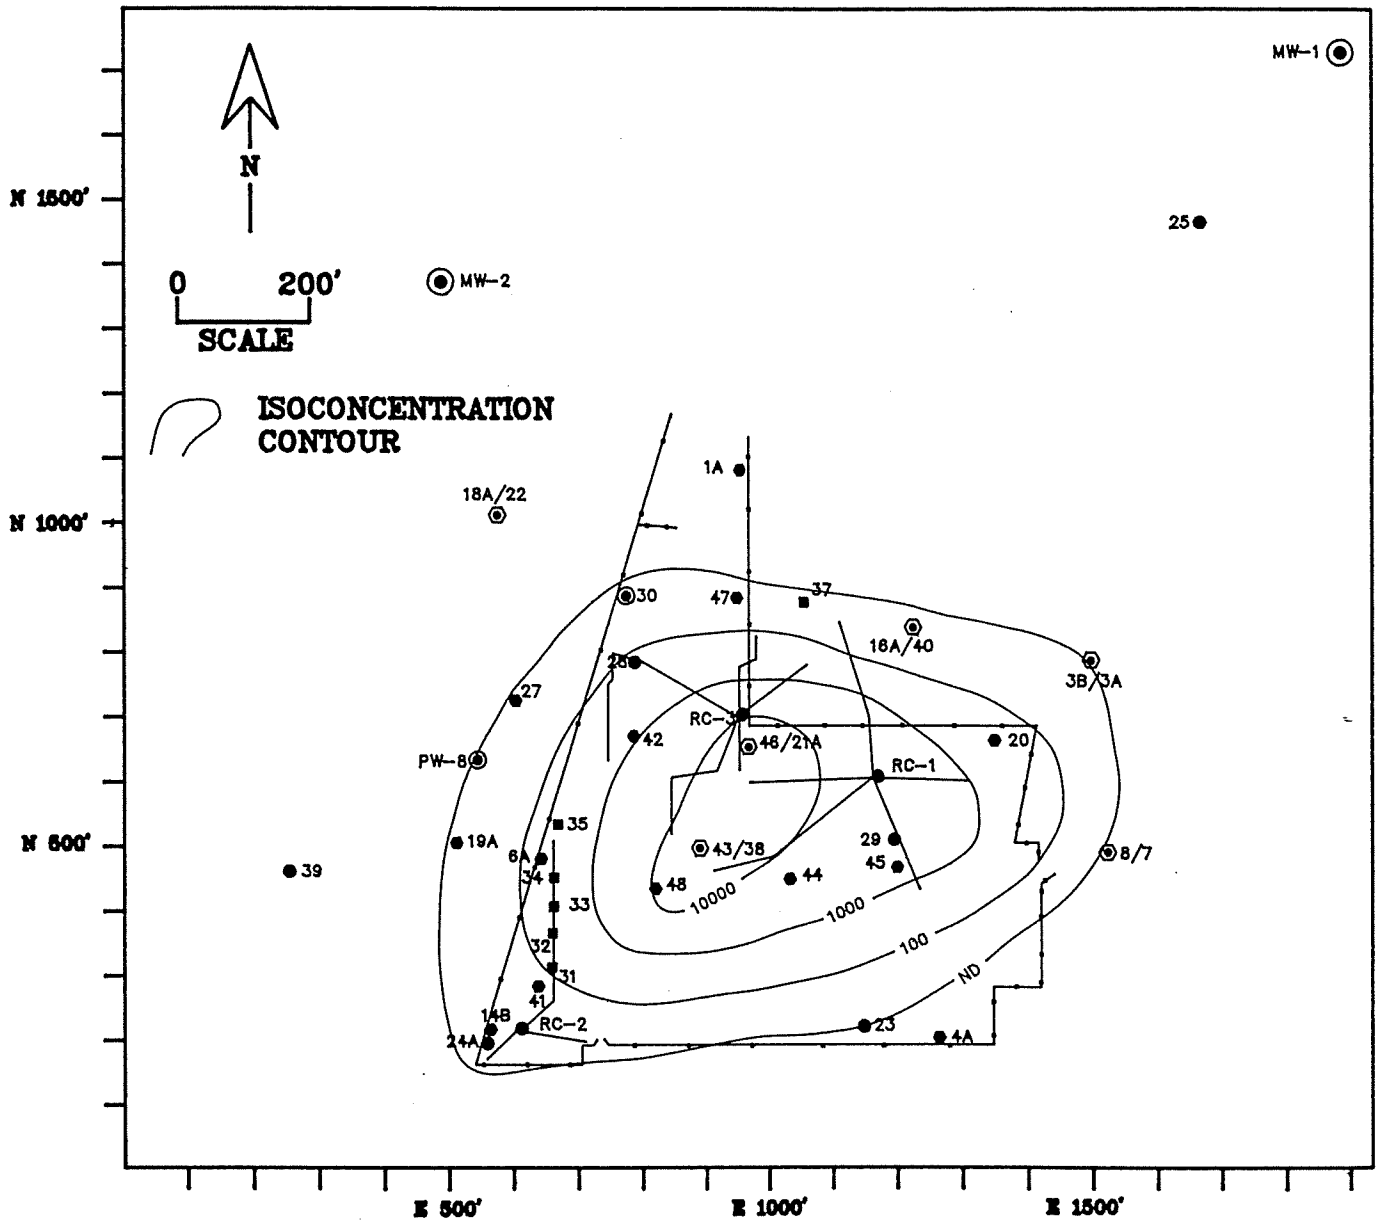 MW-1
N
N 1500'
25
0 200'
MW-2
SCALE
ISOCONCENTRATION
CONTOUR
1A
18A/22
N 1000'
30
47
37
16A/40
26
3B/3A
27
RC-3
42
46/21A
20
PW-8
RC-1
35
29
N 500'
19A
6A
43/38
8/7
39
34
45
44
48
10000
33
1000
32
100
31
ND
41
14B
RC-2
23
24A
4A
E 500'
E 1000'
E 1500'